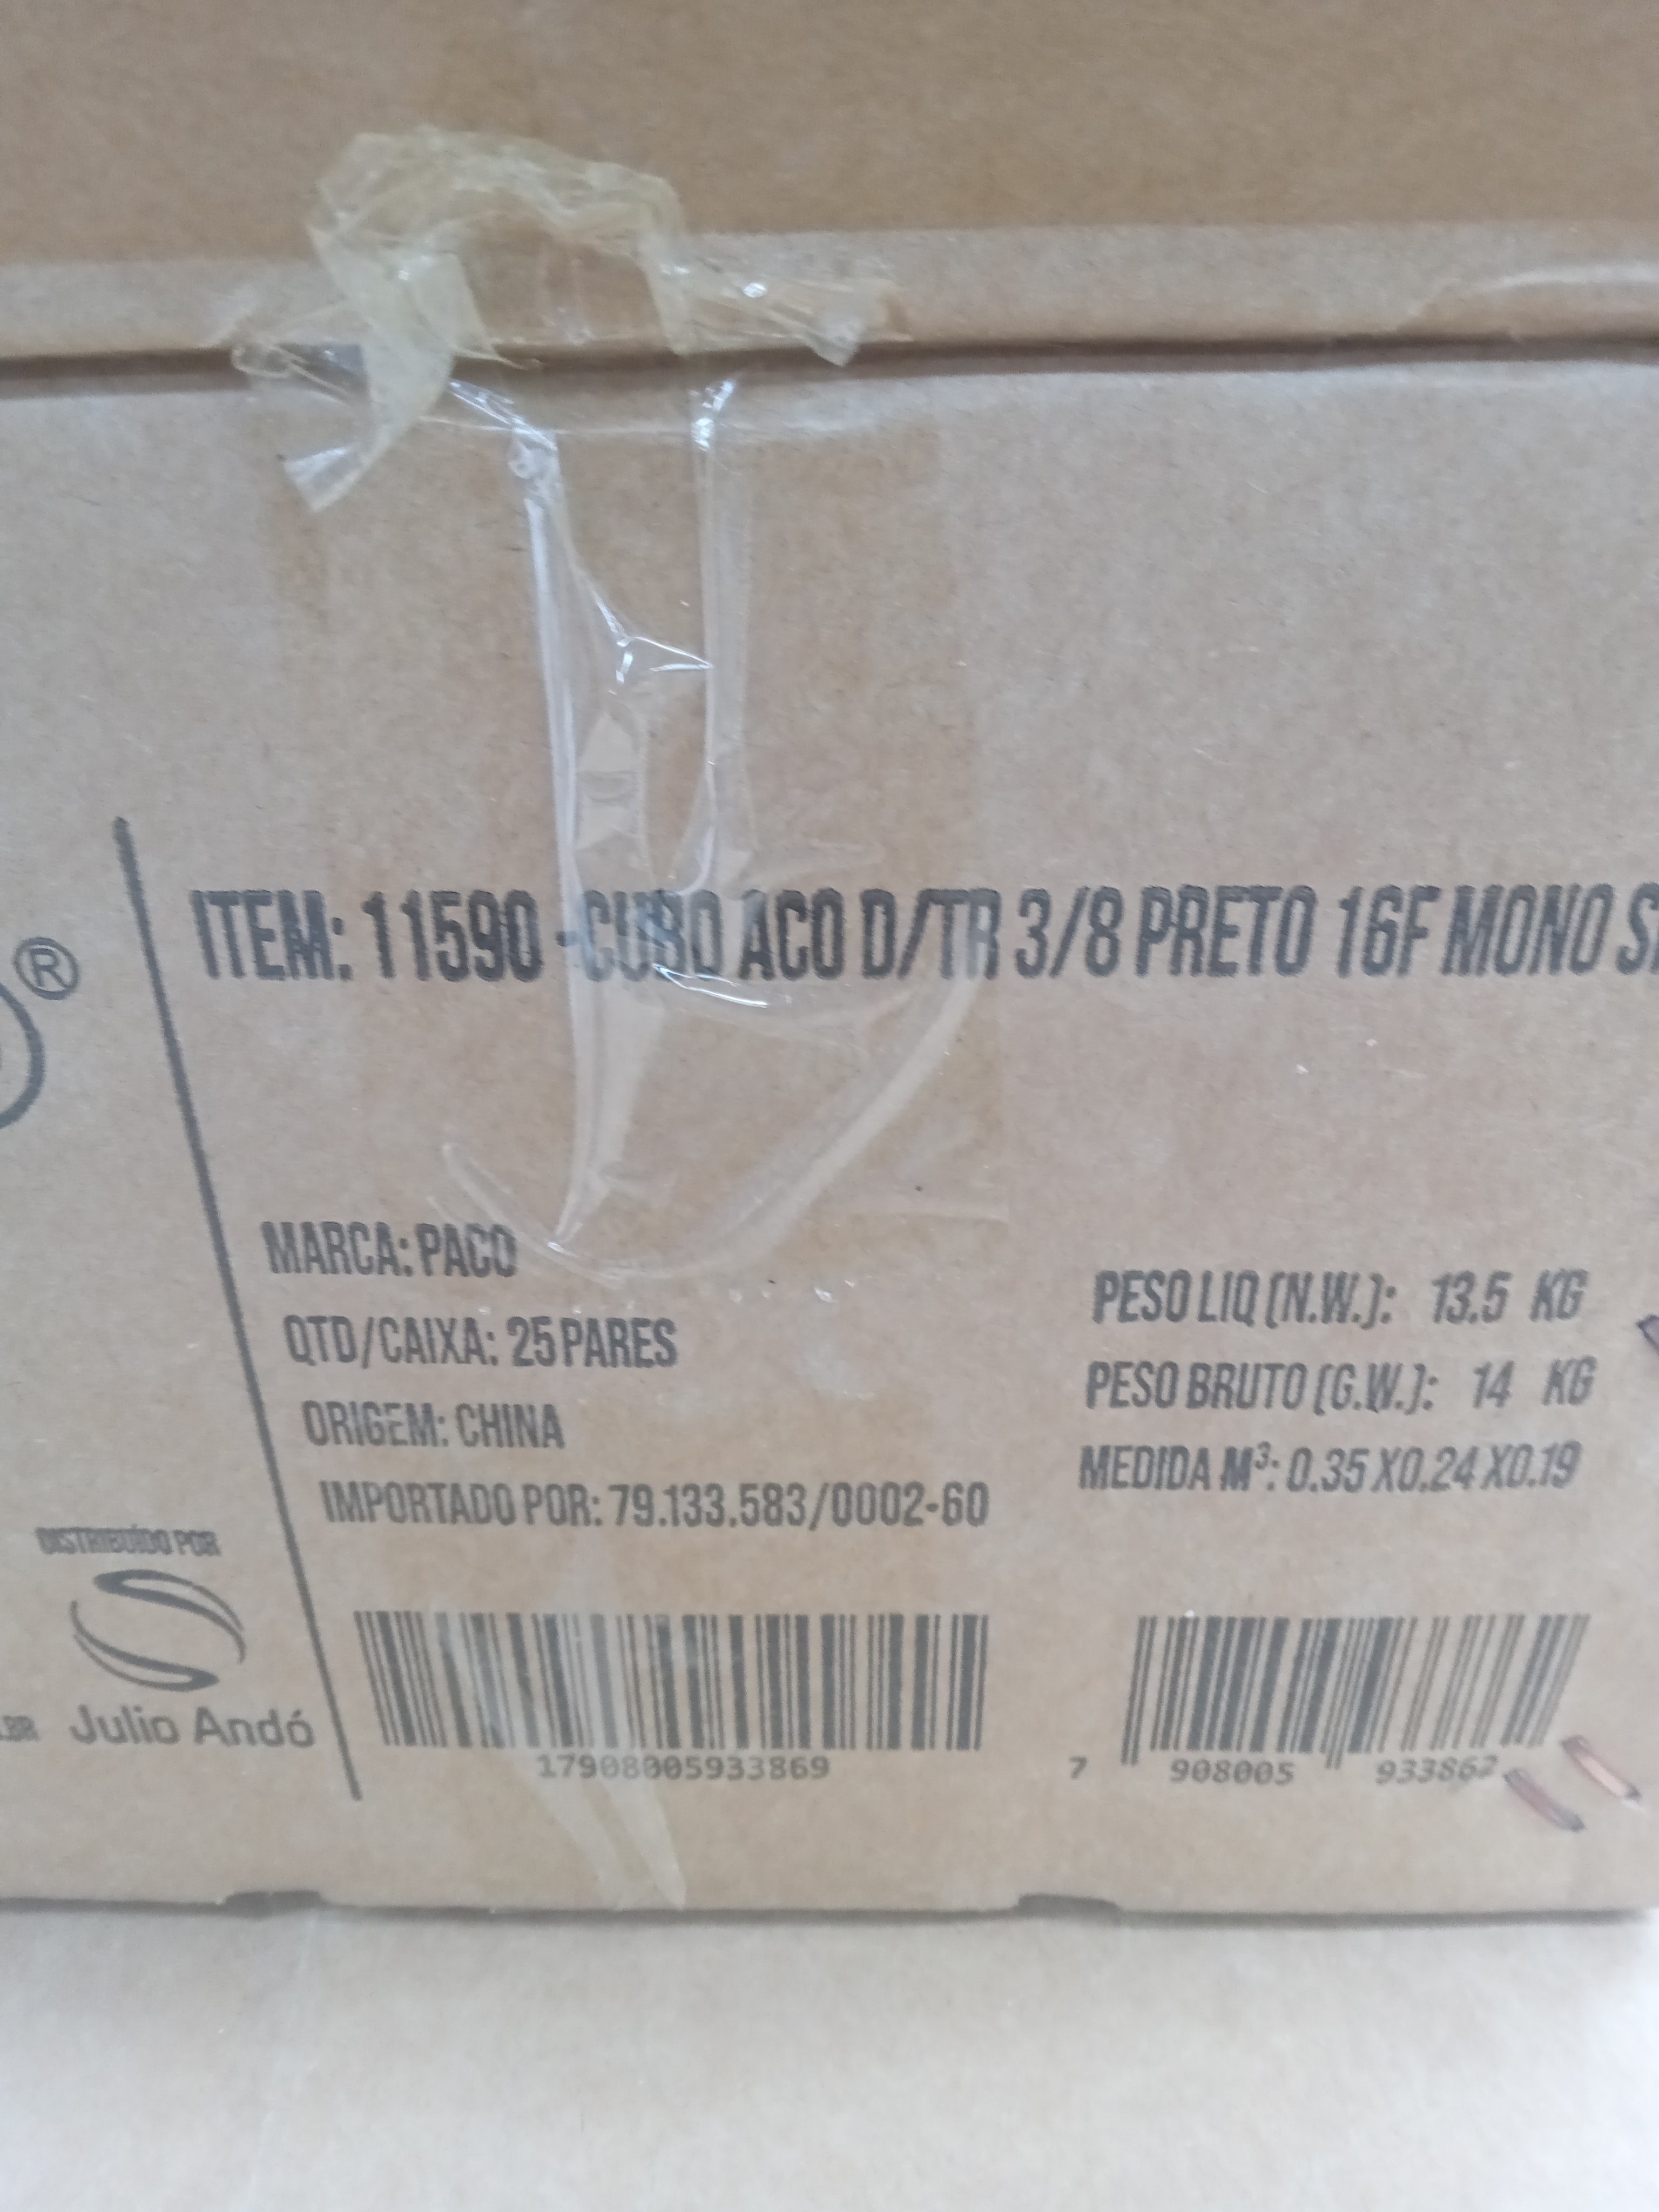 ®
ITEM: 11590 -CUBO ACO D/TR 3/8 PRETO 16F MONO
MARCA: PACO
QTD/CAIXA: 25 PARES
ORIGEM: CHINA
IMPORTADO POR: 79.133.583/0002-60
PESO LIQ (N.W.): 13.5 KG
PESO BRUTO (G.W.): 14 KG
MEDIDA M³: 0.35 X0.24 X0.19
DISTRIBUÍDO POR
Julio Andó
.BR
17908005933869
7 908005 933862